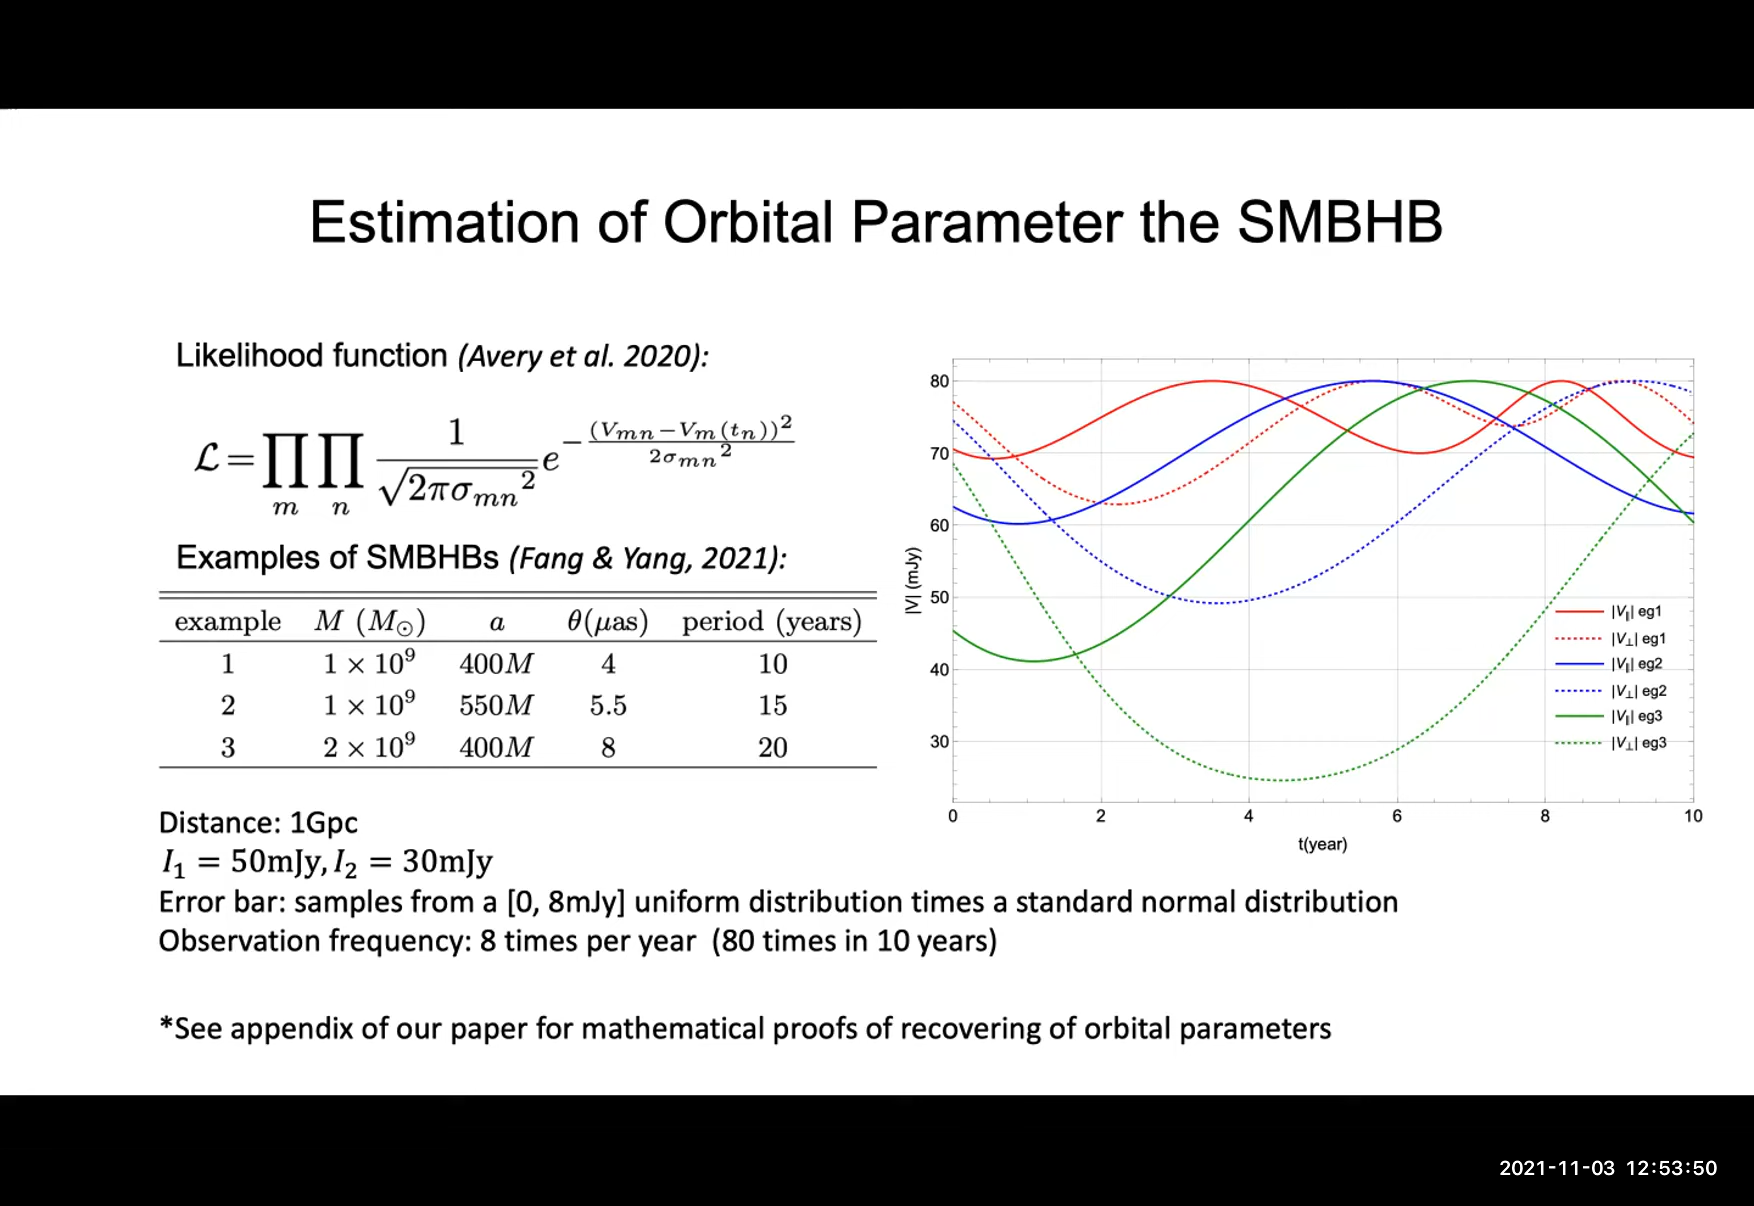 Estimation of Orbital Parameter the SMBHB
Likelihood function (Avery et al. 2020):
ℒ = ∏_m ∏_n 1/√(2πσ_mn²) e^(−(V_mn−V_m(t_n))²/(2σ_mn²))
Examples of SMBHBs (Fang & Yang, 2021):
example M (M⊙) a θ(μas) period (years)
1 1 × 10⁹ 400M 4 10
2 1 × 10⁹ 550M 5.5 15
3 2 × 10⁹ 400M 8 20
Distance: 1Gpc
I₁ = 50mJy, I₂ = 30mJy
Error bar: samples from a [0, 8mJy] uniform distribution times a standard normal distribution
Observation frequency: 8 times per year (80 times in 10 years)
*See appendix of our paper for mathematical proofs of recovering of orbital parameters
|V| (mJy)
80
70
60
50
40
30
0 2 4 6 8 10
t(year)
|V∥| eg1
|V⊥| eg1
|V∥| eg2
|V⊥| eg2
|V∥| eg3
|V⊥| eg3
2021-11-03 12:53:50